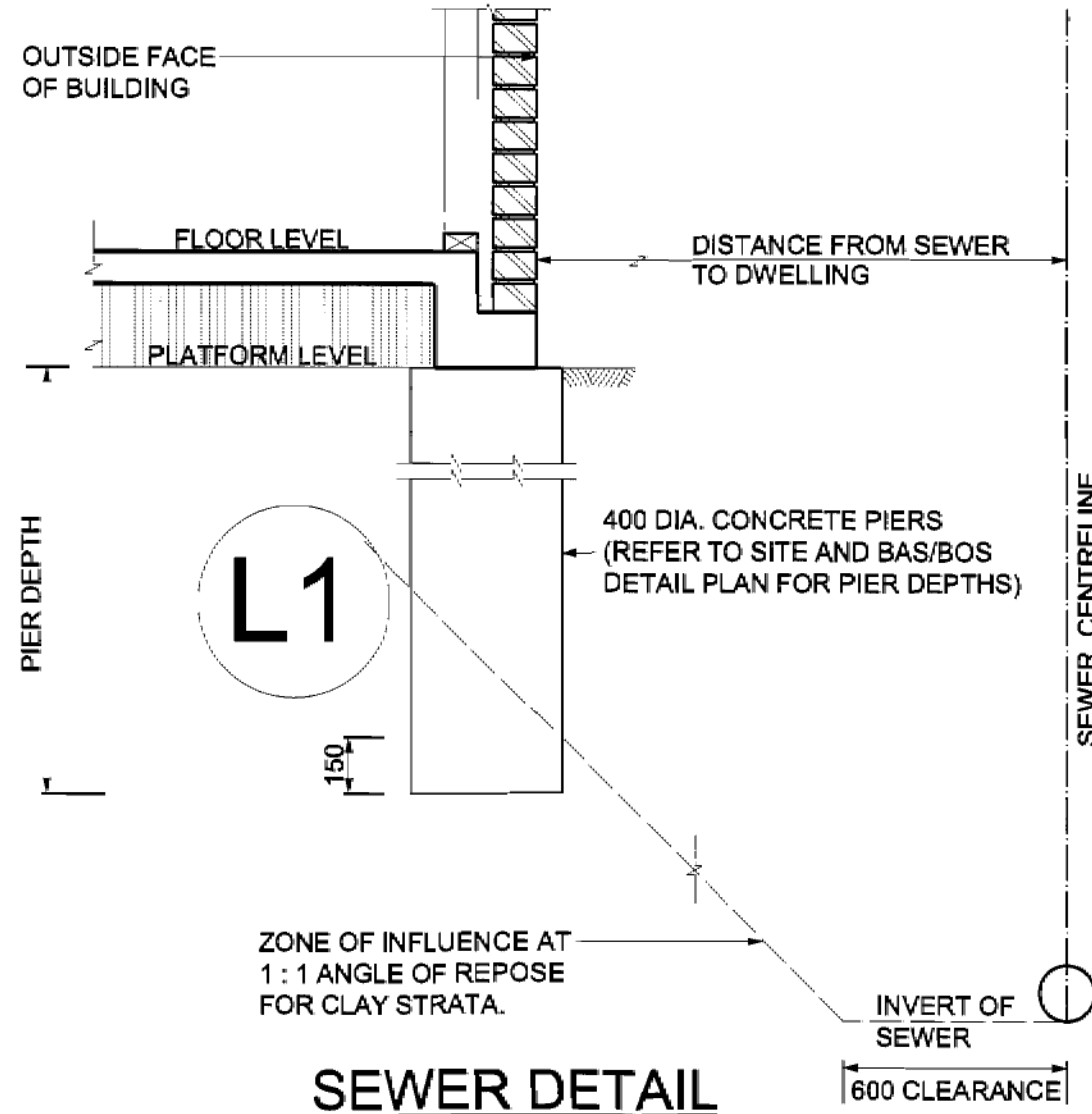 OUTSIDE FACE
OF BUILDING
FLOOR LEVEL
DISTANCE FROM SEWER
TO DWELLING
PLATFORM LEVEL
PIER DEPTH
L1
400 DIA. CONCRETE PIERS
(REFER TO SITE AND BAS/BOS
DETAIL PLAN FOR PIER DEPTHS)
SEWER CENTRELINE
150
ZONE OF INFLUENCE AT
1 : 1 ANGLE OF REPOSE
FOR CLAY STRATA.
INVERT OF
SEWER
600 CLEARANCE
SEWER DETAIL